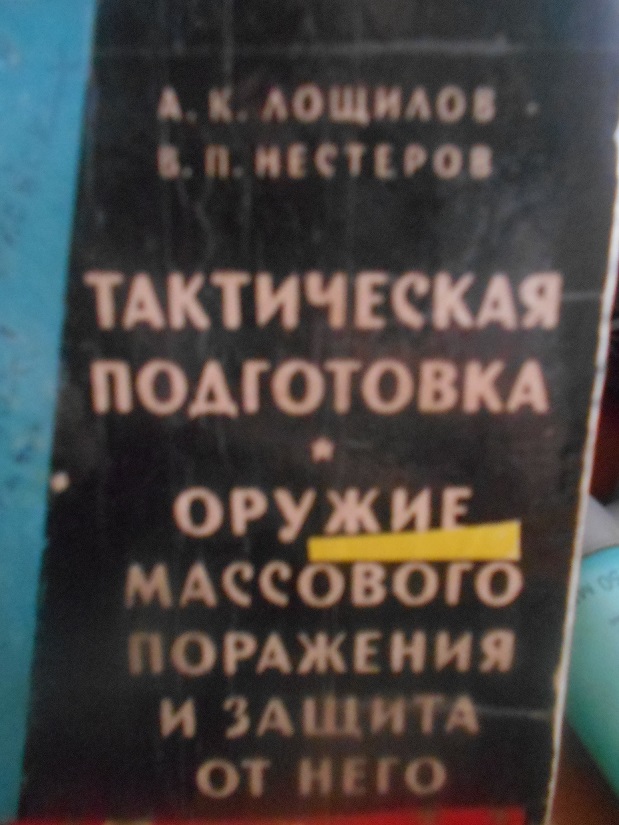 А. К. ЛОЩИЛОВ
В. П. НЕСТЕРОВ
ТАКТИЧЕСКАЯ
ПОДГОТОВКА
*
ОРУЖИЕ
МАССОВОГО
ПОРАЖЕНИЯ
И ЗАЩИТА
ОТ НЕГО